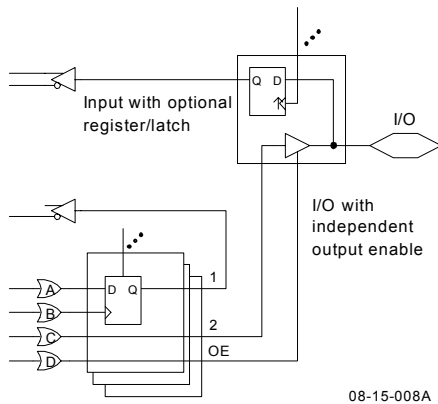 Q D
I/O
Input with optional
register/latch
I/O with
independent
output enable
A
D Q
1
B
C
2
D
OE
08-15-008A